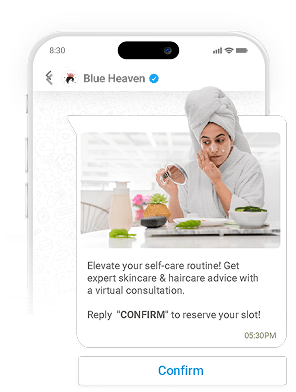 8:30
Blue Heaven
Elevate your self-care routine! Get
expert skincare & haircare advice with
a virtual consultation.
Reply "CONFIRM" to reserve your slot!
05:30PM
Confirm